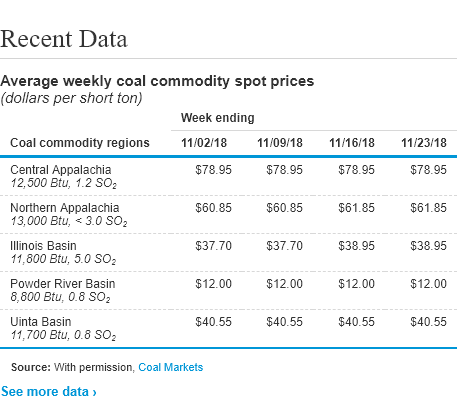 Recent Data
Average weekly coal commodity spot prices
(dollars per short ton)
Week ending
Coal commodity regions 11/02/18 11/09/18 11/16/18 11/23/18
Central Appalachia $78.95 $78.95 $78.95 $78.95
12,500 Btu, 1.2 SO₂
Northern Appalachia $60.85 $60.85 $61.85 $61.85
13,000 Btu, < 3.0 SO₂
Illinois Basin $37.70 $37.70 $38.95 $38.95
11,800 Btu, 5.0 SO₂
Powder River Basin $12.00 $12.00 $12.00 $12.00
8,800 Btu, 0.8 SO₂
Uinta Basin $40.55 $40.55 $40.55 $40.55
11,700 Btu, 0.8 SO₂
Source: With permission, Coal Markets
See more data ›